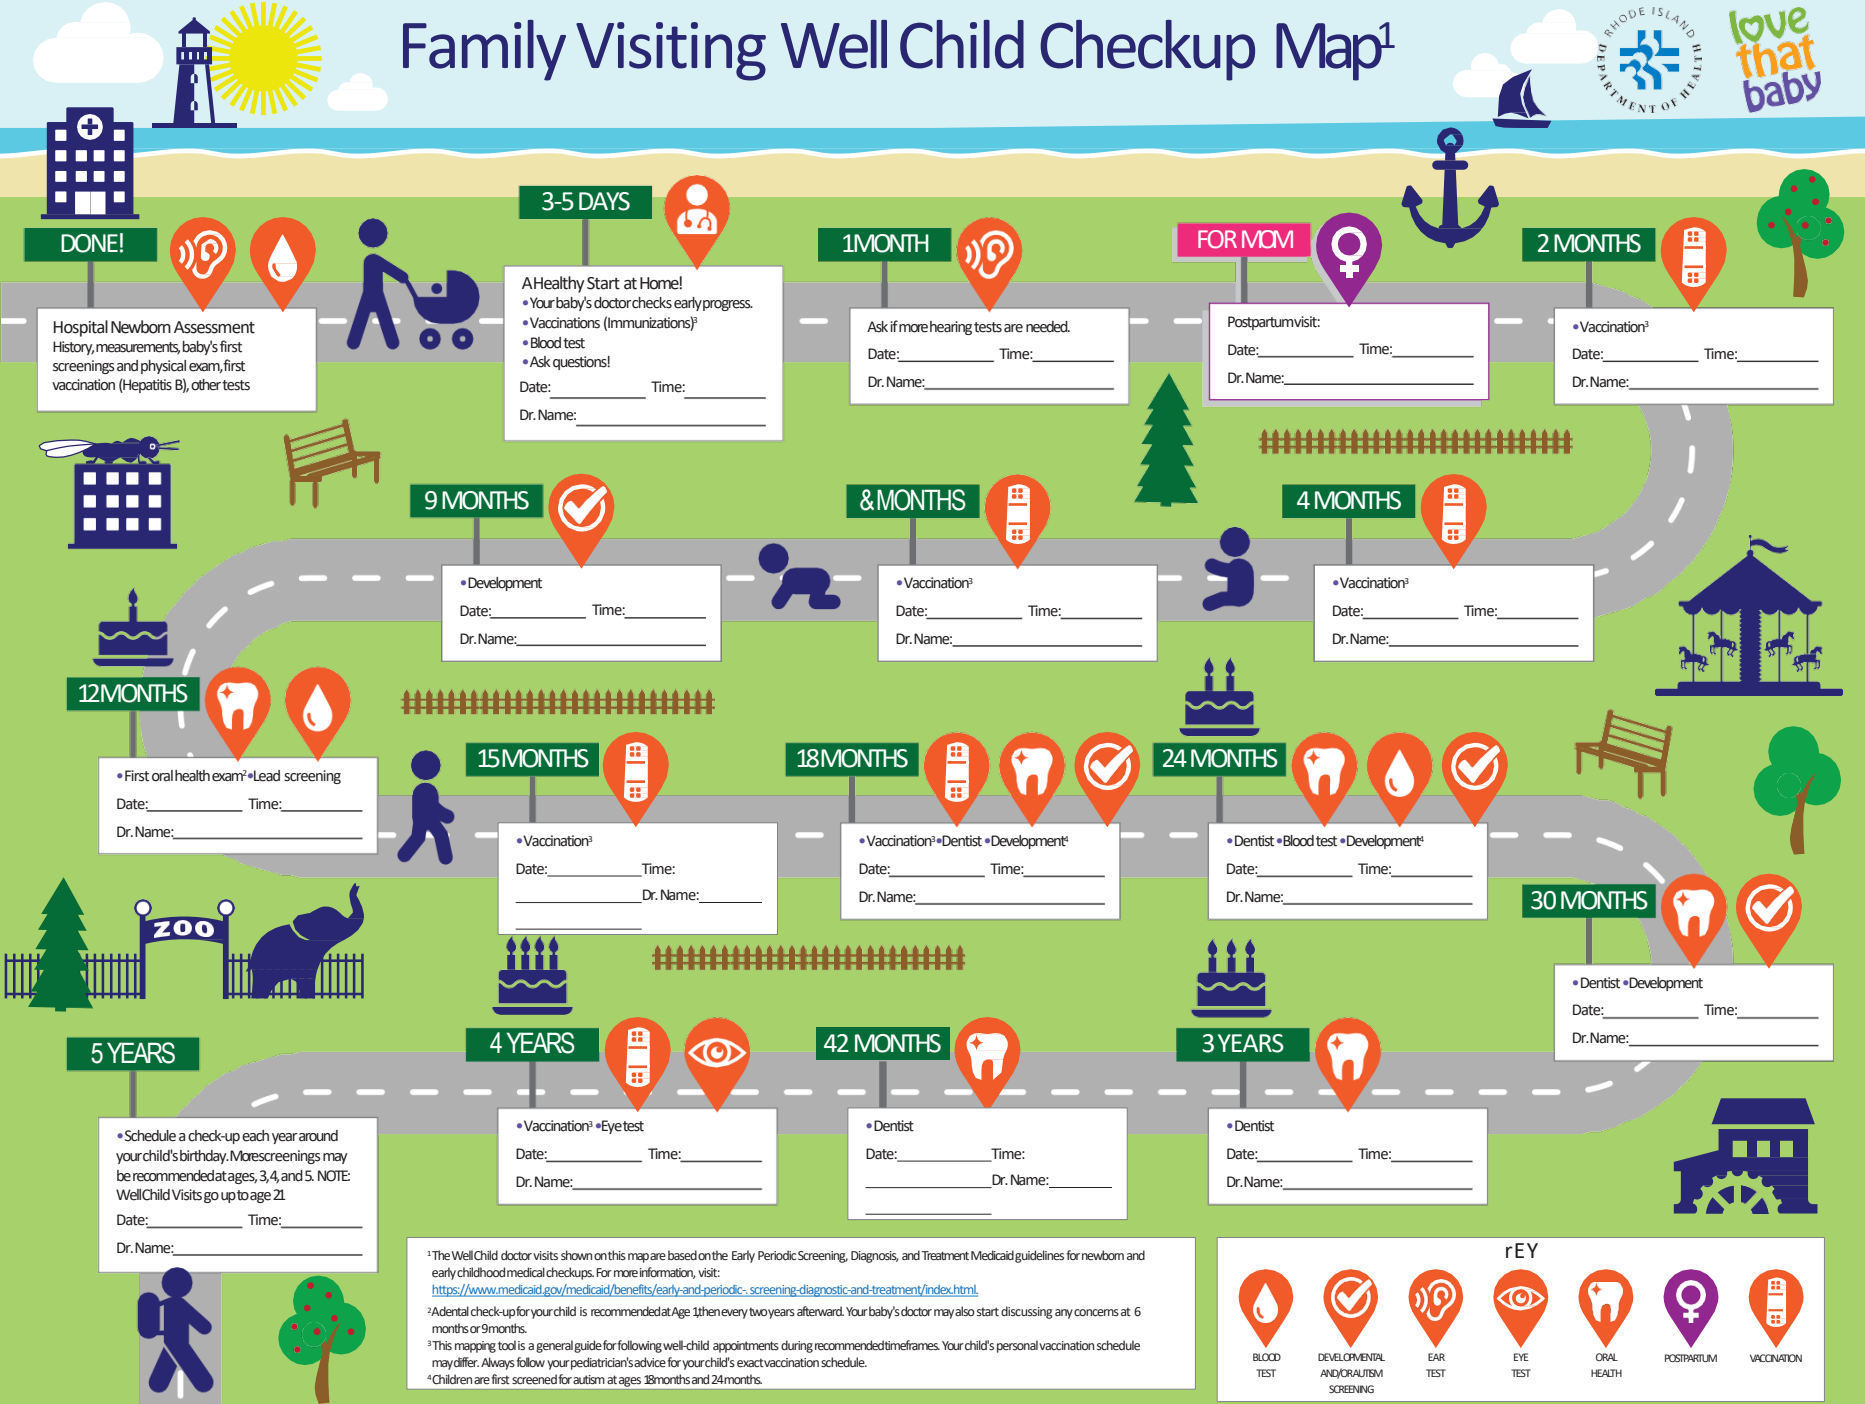 Family Visiting Well Child Checkup Map¹
RHODE ISLAND
DEPARTMENT OF HEALTH
love
that
baby
DONE!
Hospital Newborn Assessment
History, measurements, baby's first
screenings and physical exam, first
vaccination (Hepatitis B), other tests
3-5 DAYS
A Healthy Start at Home!
• Your baby's doctor checks early progress.
• Vaccinations (Immunizations)³
• Blood test
• Ask questions!
Date: Time:
Dr. Name:
1 MONTH
Ask if more hearing tests are needed.
Date: Time:
Dr. Name:
FOR MOM
Postpartum visit:
Date: Time:
Dr. Name:
2 MONTHS
• Vaccination³
Date: Time:
Dr. Name:
4 MONTHS
• Vaccination³
Date: Time:
Dr. Name:
& MONTHS
• Vaccination³
Date: Time:
Dr. Name:
9 MONTHS
• Development
Date: Time:
Dr. Name:
12 MONTHS
• First oral health exam² • Lead screening
Date: Time:
Dr. Name:
15 MONTHS
• Vaccination³
Date: Time:
Dr. Name:
18 MONTHS
• Vaccination³ • Dentist • Development⁴
Date: Time:
Dr. Name:
24 MONTHS
• Dentist • Blood test • Development⁴
Date: Time:
Dr. Name:
30 MONTHS
• Dentist • Development
Date: Time:
Dr. Name:
3 YEARS
• Dentist
Date: Time:
Dr. Name:
42 MONTHS
• Dentist
Date: Time:
Dr. Name:
4 YEARS
• Vaccination³ • Eye test
Date: Time:
Dr. Name:
ZOO
5 YEARS
• Schedule a check-up each year around
your child's birthday. More screenings may
be recommended at ages, 3, 4, and 5. NOTE:
Well Child Visits go up to age 21
Date: Time:
Dr. Name:
¹ The Well Child doctor visits shown on this map are based on the Early Periodic Screening, Diagnosis, and Treatment Medicaid guidelines for newborn and
early childhood medical checkups. For more information, visit:
https://www.medicaid.gov/medicaid/benefits/early-and-periodic-. screening-diagnostic-and-treatment/index.html.
² A dental check-up for your child is recommended at Age 1, then every two years afterward. Your baby's doctor may also start discussing any concerns at 6
months or 9 months.
³ This mapping tool is a general guide for following well-child appointments during recommended timeframes. Your child's personal vaccination schedule
may differ. Always follow your pediatrician's advice for your child's exact vaccination schedule.
⁴ Children are first screened for autism at ages 18 months and 24 months.
rEY
BLOOD
TEST
DEVELOPMENTAL
AND/OR AUTISM
SCREENING
EAR
TEST
EYE
TEST
ORAL
HEALTH
POSTPARTUM
VACCINATION